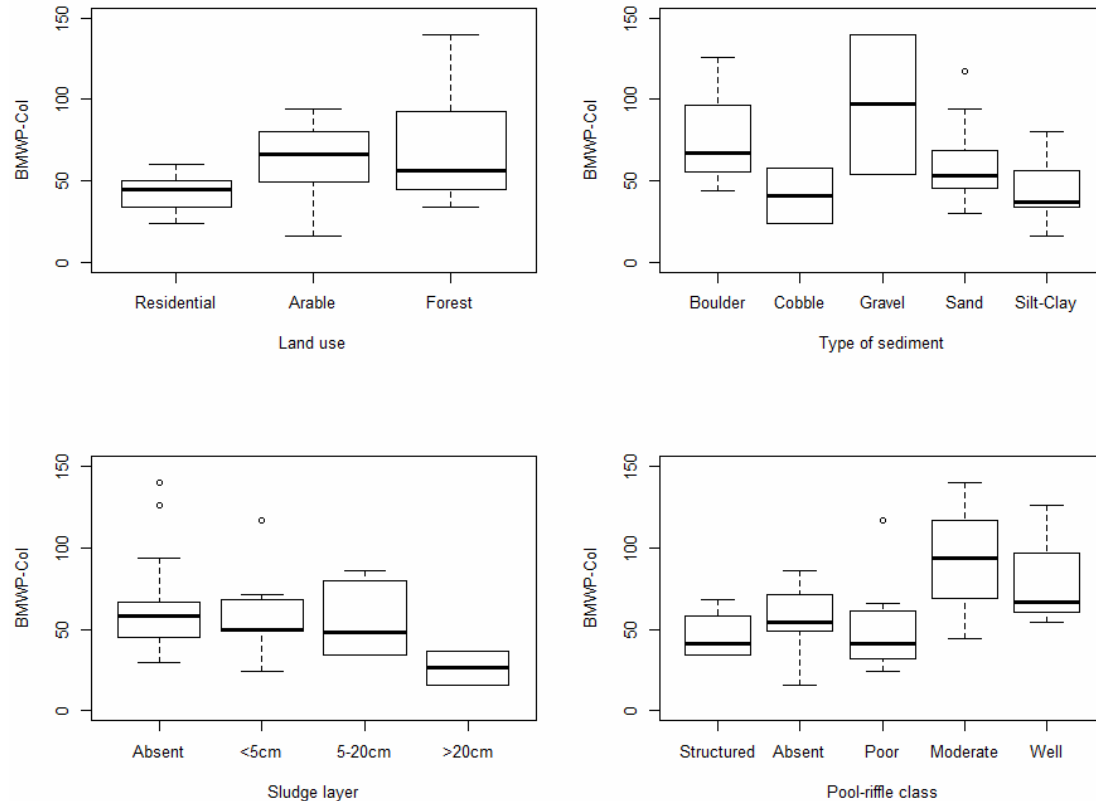 150
100
50
0
BMWP-Col
Residential Arable Forest
Land use
150
100
50
0
BMWP-Col
Boulder Cobble Gravel Sand Silt-Clay
Type of sediment
150
100
50
0
BMWP-Col
Absent <5cm 5-20cm >20cm
Sludge layer
150
100
50
0
BMWP-Col
Structured Absent Poor Moderate Well
Pool-riffle class